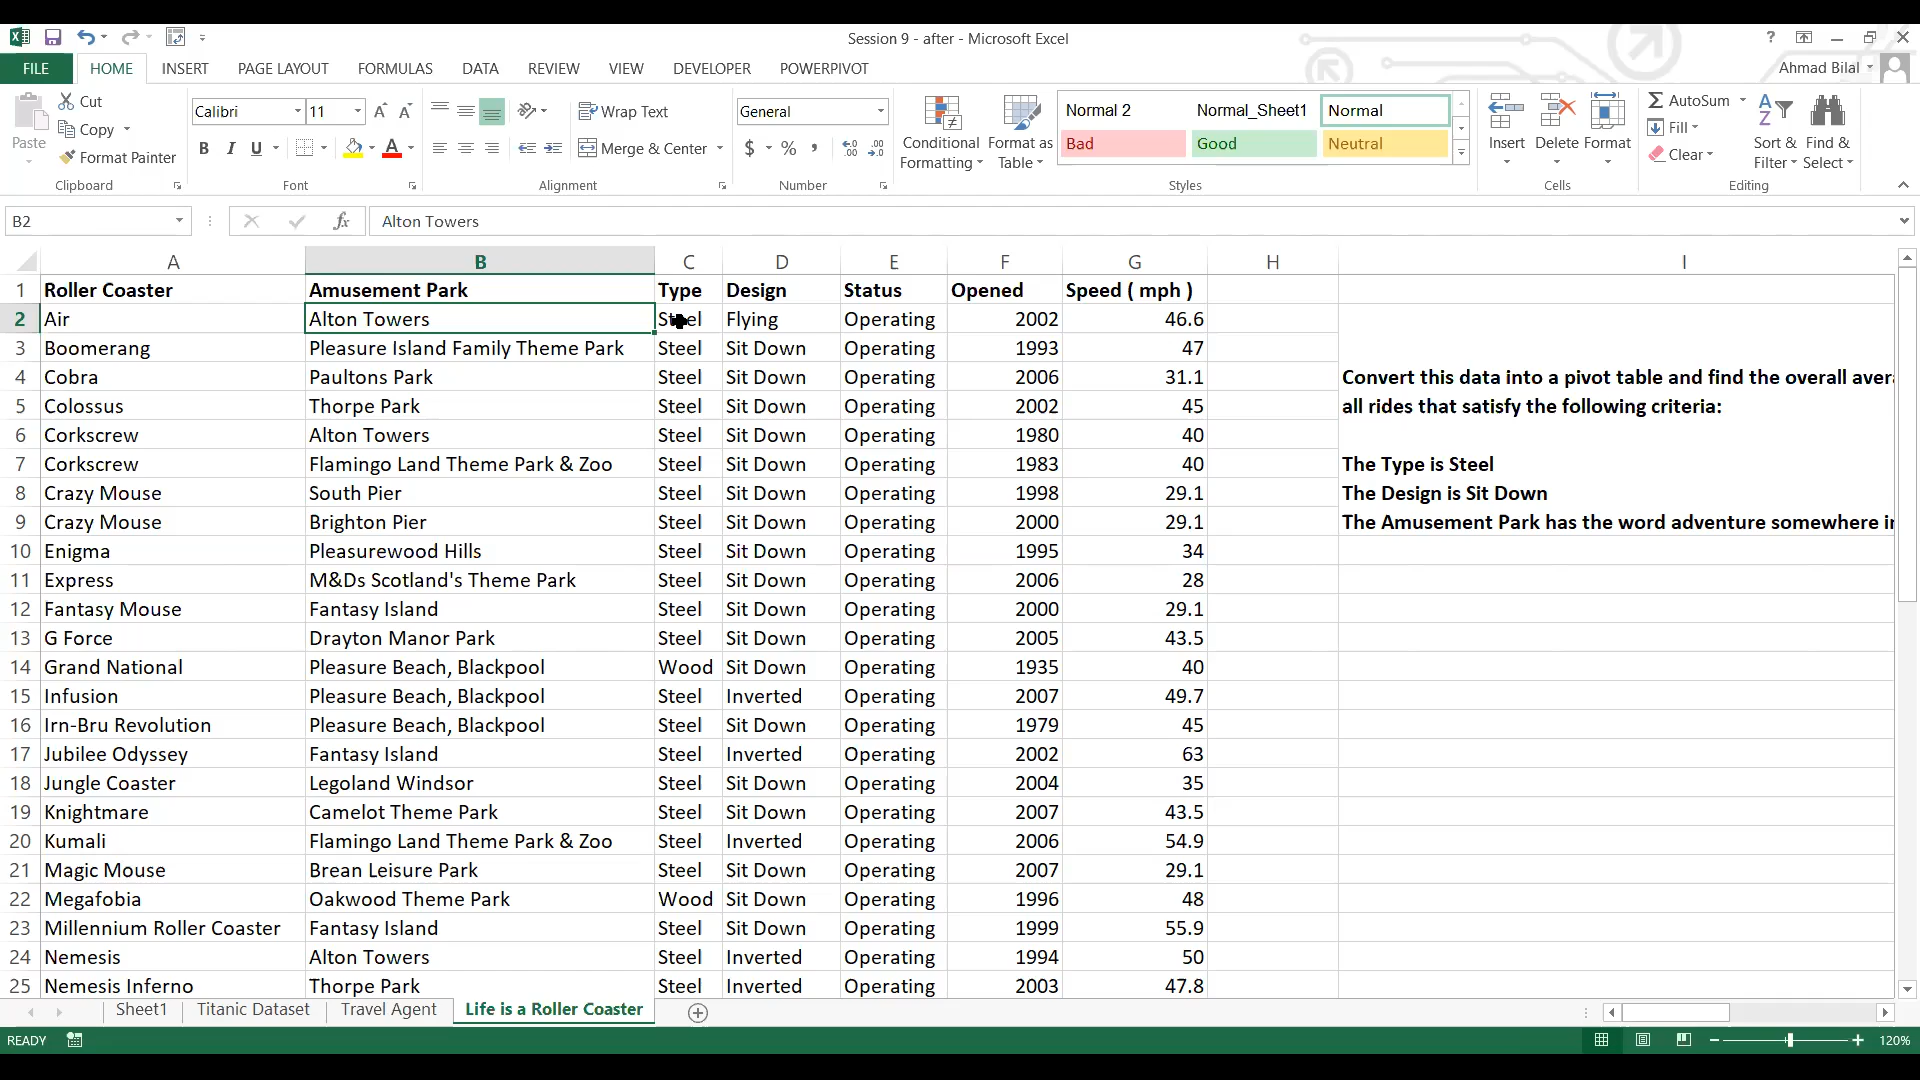 Session 9 - after - Microsoft Excel
FILE HOME INSERT PAGE LAYOUT FORMULAS DATA REVIEW VIEW DEVELOPER POWERPIVOT Ahmad Bilal
Cut
Copy
Format Painter
Paste
Clipboard
Calibri 11
B I U
Font
Wrap Text
Merge & Center
Alignment
General
$ % ,
Number
Conditional Formatting
Format as Table
Normal 2 Normal_Sheet1 Normal
Bad Good Neutral
Styles
Insert Delete Format
Cells
AutoSum
Fill
Clear
Sort & Filter
Find & Select
Editing
B2 fx Alton Towers
A B C D E F G H I
1 Roller Coaster Amusement Park Type Design Status Opened Speed ( mph )
2 Air Alton Towers Steel Flying Operating 2002 46.6
3 Boomerang Pleasure Island Family Theme Park Steel Sit Down Operating 1993 47
4 Cobra Paultons Park Steel Sit Down Operating 2006 31.1 Convert this data into a pivot table and find the overall aver
5 Colossus Thorpe Park Steel Sit Down Operating 2002 45 all rides that satisfy the following criteria:
6 Corkscrew Alton Towers Steel Sit Down Operating 1980 40
7 Corkscrew Flamingo Land Theme Park & Zoo Steel Sit Down Operating 1983 40 The Type is Steel
8 Crazy Mouse South Pier Steel Sit Down Operating 1998 29.1 The Design is Sit Down
9 Crazy Mouse Brighton Pier Steel Sit Down Operating 2000 29.1 The Amusement Park has the word adventure somewhere i
10 Enigma Pleasurewood Hills Steel Sit Down Operating 1995 34
11 Express M&Ds Scotland's Theme Park Steel Sit Down Operating 2006 28
12 Fantasy Mouse Fantasy Island Steel Sit Down Operating 2000 29.1
13 G Force Drayton Manor Park Steel Sit Down Operating 2005 43.5
14 Grand National Pleasure Beach, Blackpool Wood Sit Down Operating 1935 40
15 Infusion Pleasure Beach, Blackpool Steel Inverted Operating 2007 49.7
16 Irn-Bru Revolution Pleasure Beach, Blackpool Steel Sit Down Operating 1979 45
17 Jubilee Odyssey Fantasy Island Steel Inverted Operating 2002 63
18 Jungle Coaster Legoland Windsor Steel Sit Down Operating 2004 35
19 Knightmare Camelot Theme Park Steel Sit Down Operating 2007 43.5
20 Kumali Flamingo Land Theme Park & Zoo Steel Inverted Operating 2006 54.9
21 Magic Mouse Brean Leisure Park Steel Sit Down Operating 2007 29.1
22 Megafobia Oakwood Theme Park Wood Sit Down Operating 1996 48
23 Millennium Roller Coaster Fantasy Island Steel Sit Down Operating 1999 55.9
24 Nemesis Alton Towers Steel Inverted Operating 1994 50
25 Nemesis Inferno Thorpe Park Steel Inverted Operating 2003 47.8
Sheet1 Titanic Dataset Travel Agent Life is a Roller Coaster
READY 120%